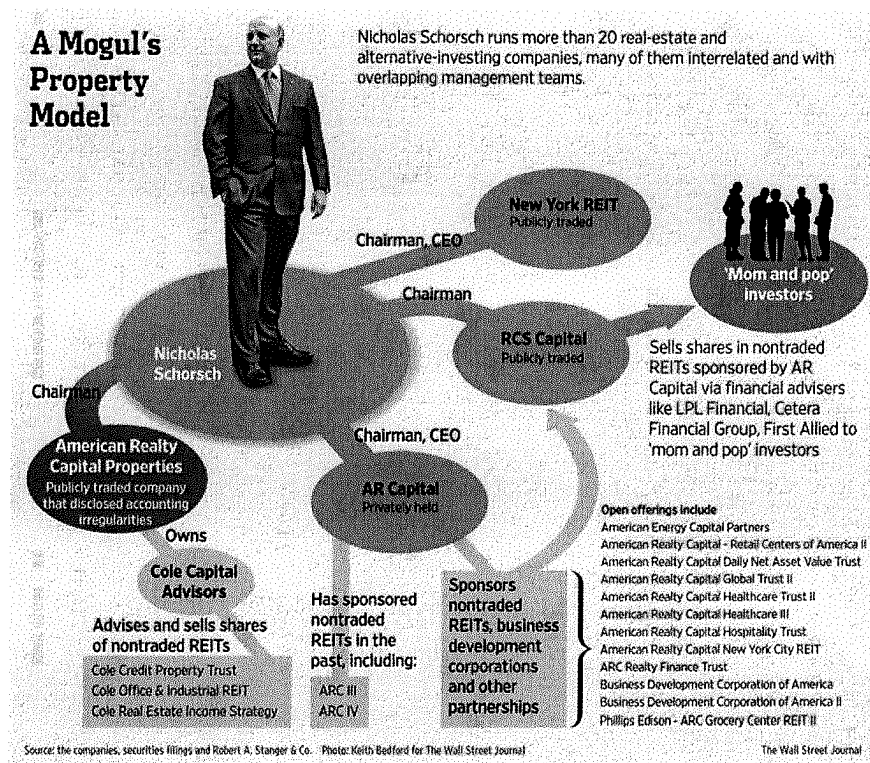 A Mogul's
Property
Model
Nicholas Schorsch runs more than 20 real-estate and
alternative-investing companies, many of them interrelated and with
overlapping management teams.
New York REIT
Publicly traded
Chairman, CEO
'Mom and pop'
investors
Chairman
RCS Capital
Publicly traded
Nicholas
Schorsch
Sells shares in nontraded
REITs sponsored by AR
Capital via financial advisers
like LPL Financial, Cetera
Financial Group, First Allied to
'mom and pop' investors
Chairman
American Realty
Capital Properties
Publicly traded company
that disclosed accounting
irregularities
Chairman, CEO
AR Capital
Privately held
Owns
Cole Capital
Advisors
Advises and sells shares
of nontraded REITs
Cole Credit Property Trust
Cole Office & Industrial REIT
Cole Real Estate Income Strategy
Has sponsored
nontraded
REITs in the
past, including:
ARC III
ARC IV
Sponsors
nontraded
REITs, business
development
corporations
and other
partnerships
Open offerings include
American Energy Capital Partners
American Realty Capital - Retail Centers of America II
American Realty Capital Daily Net Asset Value Trust
American Realty Capital Global Trust II
American Realty Capital Healthcare Trust II
American Realty Capital Healthcare III
American Realty Capital Hospitality Trust
American Realty Capital New York City REIT
ARC Realty Finance Trust
Business Development Corporation of America
Business Development Corporation of America II
Phillips Edison - ARC Grocery Center REIT II
Source: the companies, securities filings and Robert A. Stanger & Co. Photo: Keith Bedford for The Wall Street Journal
The Wall Street Journal